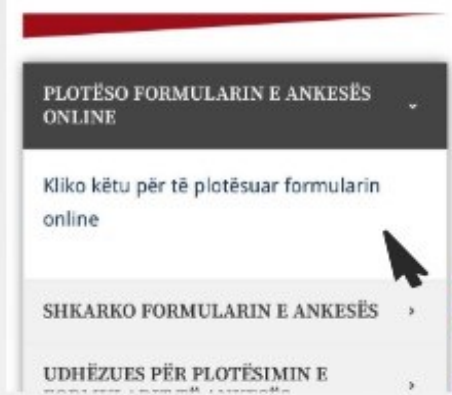 PLOTËSO FORMULARIN E ANKESËS
ONLINE
Kliko këtu për të plotësuar formularin
online
SHKARKO FORMULARIN E ANKESËS
UDHËZUES PËR PLOTËSIMIN E